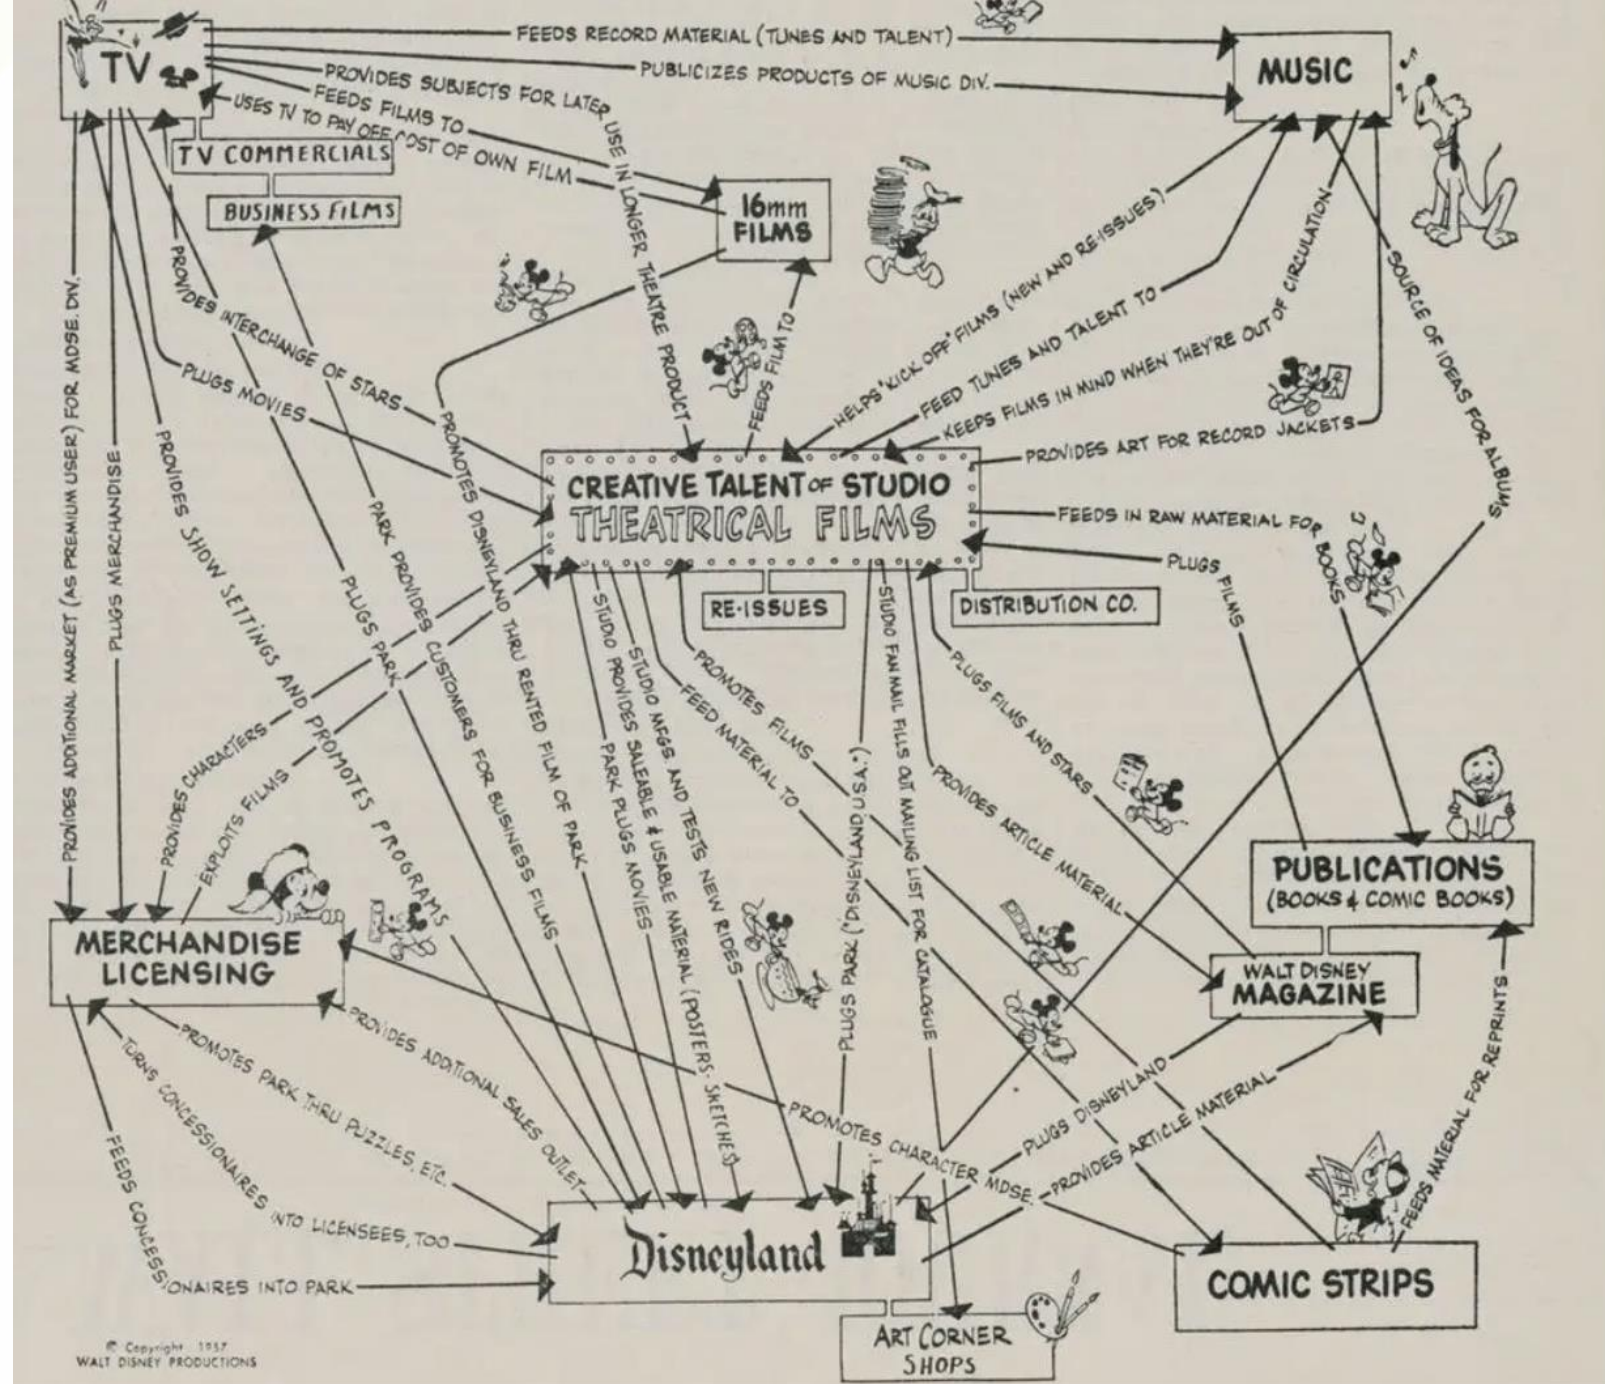 FEEDS RECORD MATERIAL (TUNES AND TALENT)
TV
MUSIC
PUBLICIZES PRODUCTS OF MUSIC DIV.
PROVIDES SUBJECTS FOR LATER USE IN LONGER THEATRE PRODUCT
FEEDS FILMS TO
USES TV TO PAY OFF COST OF OWN FILM
TV COMMERCIALS
BUSINESS FILMS
16mm
FILMS
HELPS "KICK OFF" FILMS (NEW AND RE-ISSUES)
FEED TUNES AND TALENT TO
KEEPS FILMS IN MIND WHEN THEY'RE OUT OF CIRCULATION
PROVIDES ART FOR RECORD JACKETS
SOURCE OF IDEAS FOR ALBUMS
FEEDS FILM TO
PROVIDES INTERCHANGE OF STARS
PLUGS MOVIES
PROVIDES ADDITIONAL MARKET (AS PREMIUM USER) FOR MDSE. DIV.
PLUGS MERCHANDISE
PROVIDES SHOW SETTINGS AND PROMOTES PROGRAMS
PLUGS PARK
PARK PROVIDES CUSTOMERS FOR BUSINESS FILMS
PROMOTES DISNEYLAND THRU RENTED FILM OF PARK
CREATIVE TALENT OF STUDIO
THEATRICAL FILMS
RE-ISSUES
DISTRIBUTION CO.
FEEDS IN RAW MATERIAL FOR BOOKS
PLUGS FILMS
PROVIDES CHARACTERS
EXPLOITS FILMS
PARK PLUGS MOVIES
STUDIO PROVIDES SALEABLE & USABLE MATERIAL (POSTERS-SKETCHES)
STUDIO MFGS AND TESTS NEW RIDES
FEED MATERIAL TO
PROMOTES FILMS
PLUGS PARK ("DISNEYLAND U.S.A.")
STUDIO FAN MAIL FILLS OUT MAILING LIST FOR CATALOGUE
PROVIDES ARTICLE MATERIAL
PLUGS FILMS AND STARS
PUBLICATIONS
(BOOKS & COMIC BOOKS)
WALT DISNEY
MAGAZINE
MERCHANDISE
LICENSING
PROVIDES ADDITIONAL SALES OUTLET
PROMOTES PARK THRU PUZZLES, ETC.
TURNS CONCESSIONAIRES INTO LICENSEES, TOO
FEEDS CONCESSIONAIRES INTO PARK
PROMOTES CHARACTER MDSE.
PLUGS DISNEYLAND
PROVIDES ARTICLE MATERIAL
FEEDS MATERIAL FOR REPRINTS
Disneyland
COMIC STRIPS
ART CORNER
SHOPS
© Copyright 1957
WALT DISNEY PRODUCTIONS